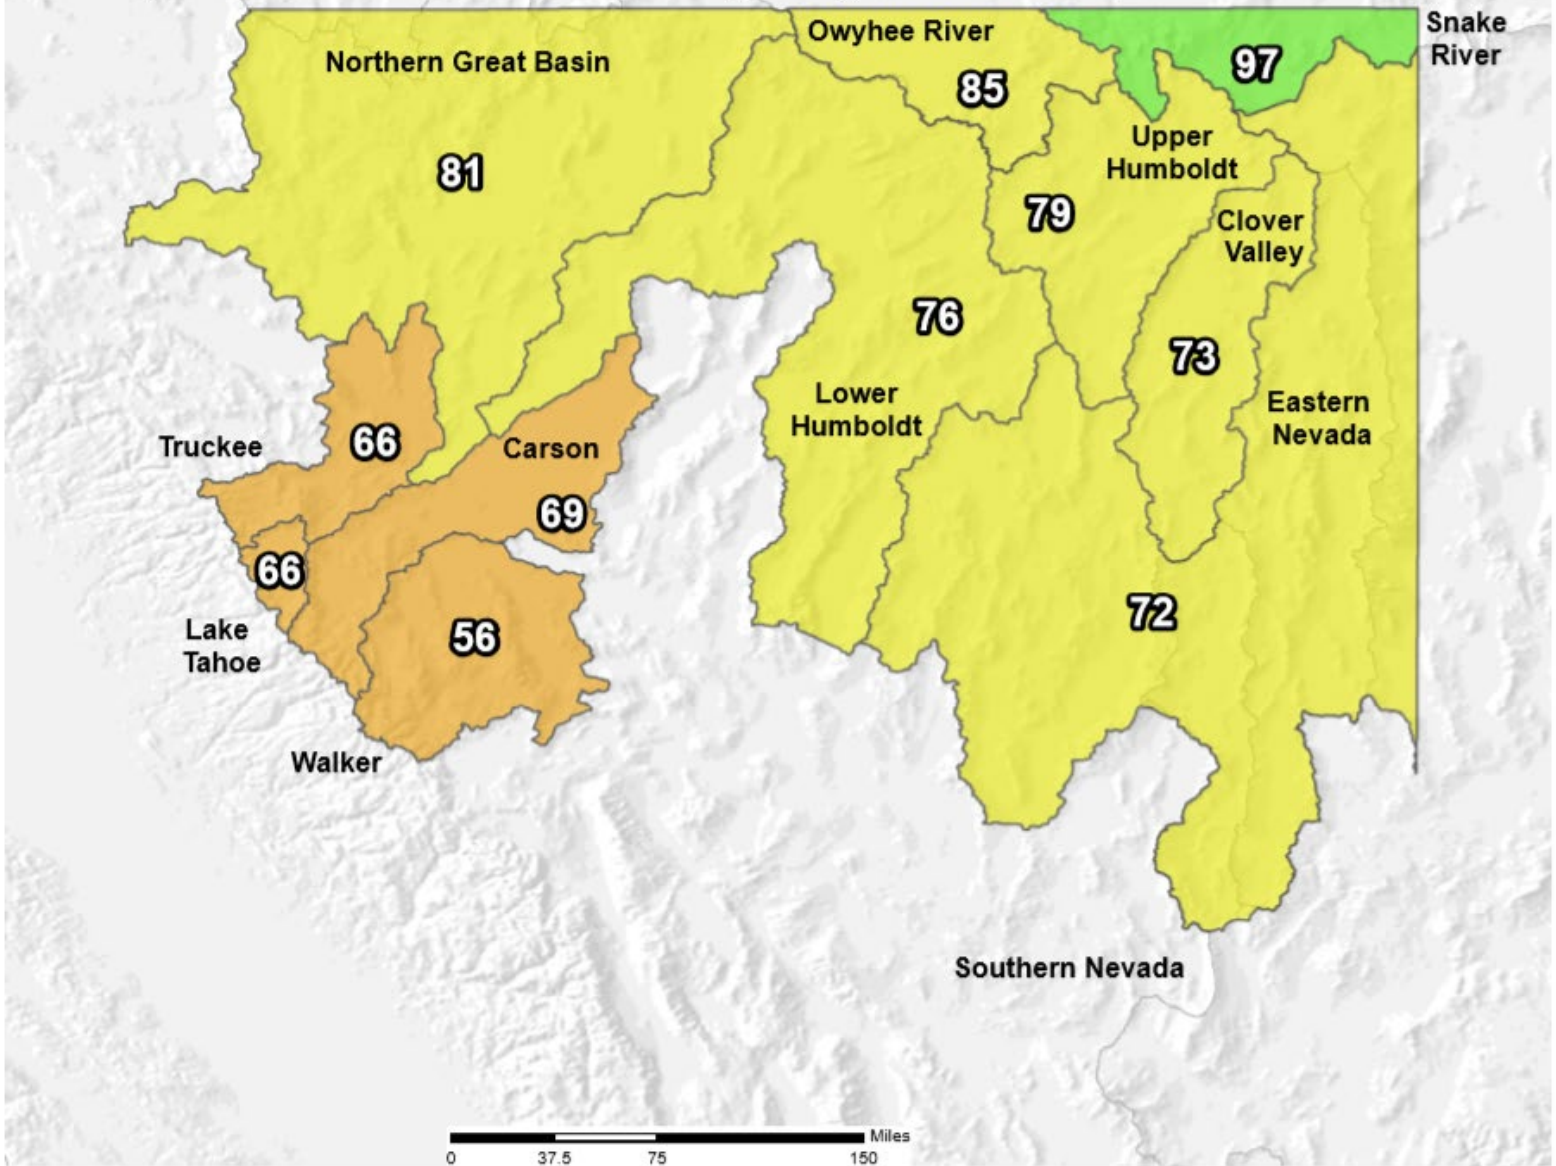 Snake
River
Owyhee River
Northern Great Basin
97
85
Upper
Humboldt
81
79
Clover
Valley
76
73
Lower
Humboldt
Eastern
Nevada
Truckee
66
Carson
69
66
72
Lake
Tahoe
56
Walker
Southern Nevada
Miles
0 37.5 75 150